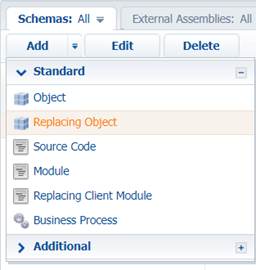 Schemas: All External Assemblies: All
Add Edit Delete
Standard
Object
Replacing Object
Source Code
Module
Replacing Client Module
Business Process
Additional